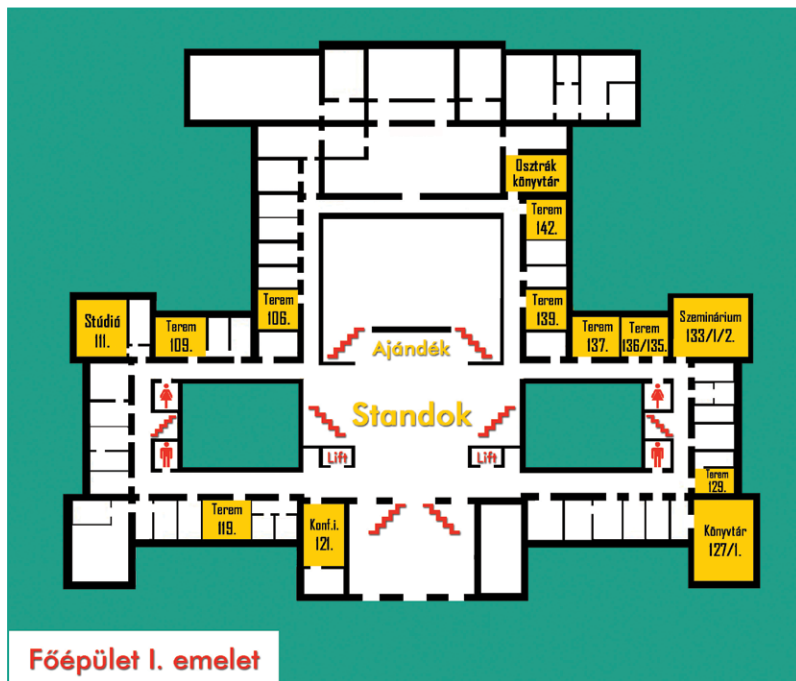 Osztrák
könyvtár
Terem
142.
Terem
106.
Terem
139.
Stúdió
111.
Terem
109.
Terem
137.
Terem
136/135.
Szeminárium
133/1/2.
Ajándék
Standok
Lift
Lift
Terem
129.
Terem
119.
Konf.i.
121.
Könyvtár
127/1.
Főépület I. emelet